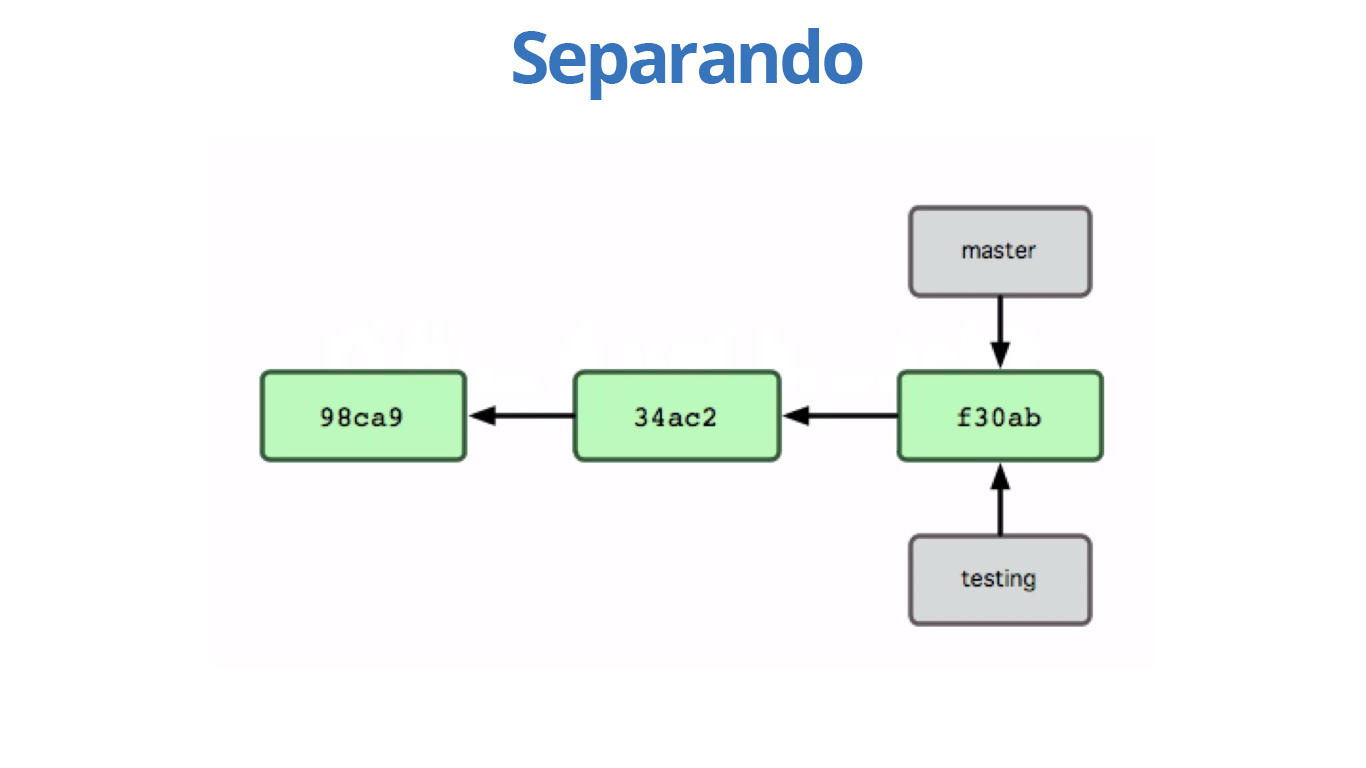 Separando
master
98ca9
34ac2
f30ab
testing